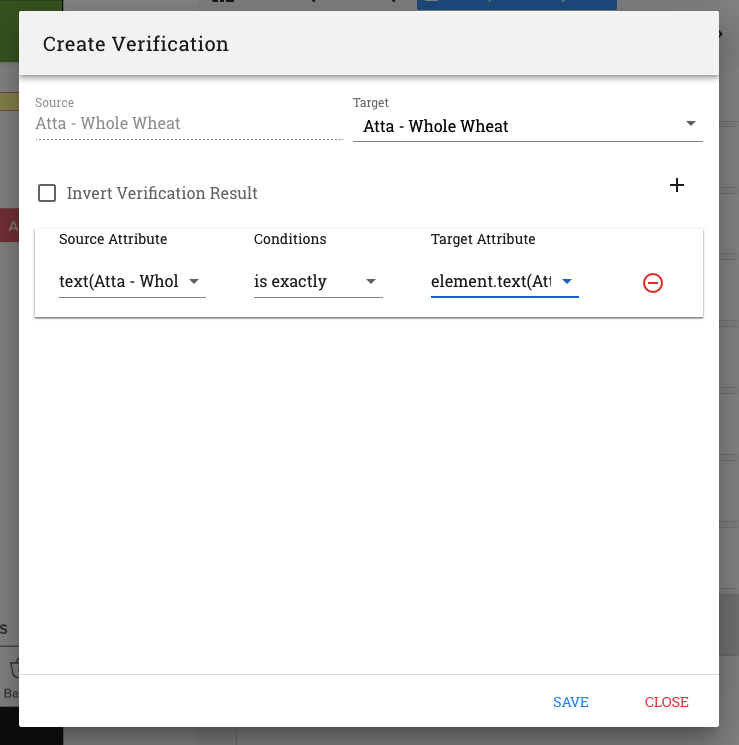 Create Verification
Source
Target
Atta - Whole Wheat
Atta - Whole Wheat
Invert Verification Result
Source Attribute
Conditions
Target Attribute
text(Atta - Whol
is exactly
element.text(Att
S
Ba
SAVE
CLOSE